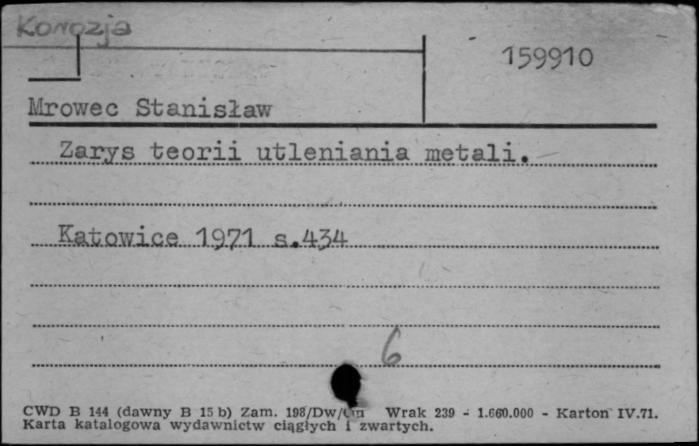 Korozja
159910
Mrowec Stanisław
Zarys teorii utleniania metali.
Katowice 1971 s.434
6
CWD B 144 (dawny B 15 b) Zam. 198/Dw/ Wrak 239 - 1.660.000 - Karton IV.71.
Karta katalogowa wydawnictw ciągłych i zwartych.